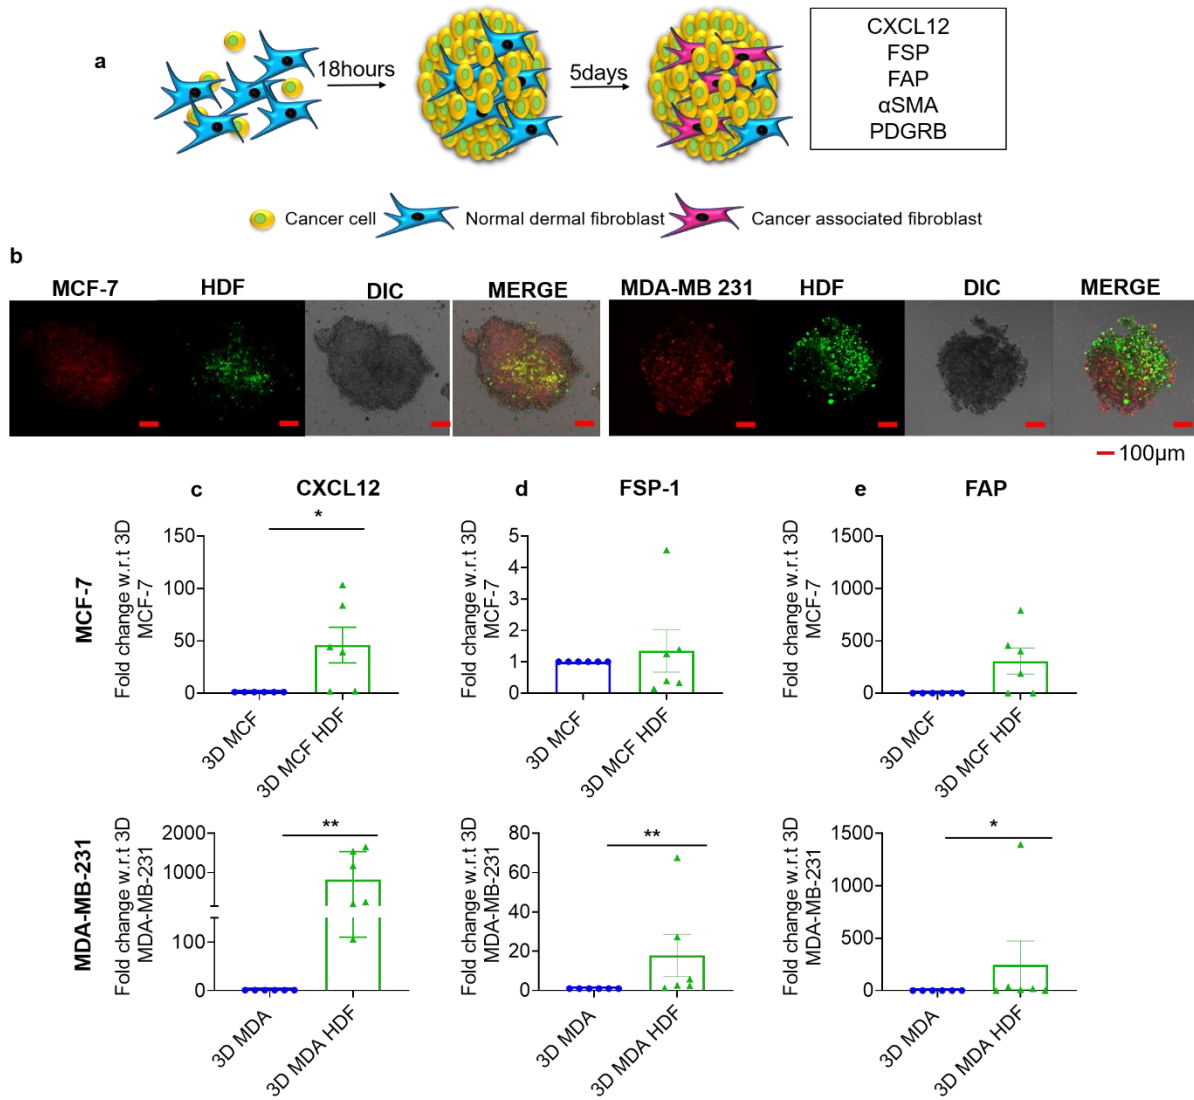 a
18hours
5days
CXCL12
FSP
FAP
αSMA
PDGRB
Cancer cell
Normal dermal fibroblast
Cancer associated fibroblast
b
MCF-7 HDF DIC MERGE MDA-MB 231 HDF DIC MERGE
100µm
c CXCL12 d FSP-1 e FAP
MCF-7
Fold change w.r.t 3D
MCF-7
150
100
50
0
*
3D MCF
3D MCF HDF
Fold change w.r.t 3D
MCF-7
5
4
3
2
1
0
3D MCF
3D MCF HDF
Fold change w.r.t 3D
MCF-7
1500
1000
500
0
3D MCF
3D MCF HDF
MDA-MB-231
Fold change w.r.t 3D
MDA-MB-231
2000
1000
100
0
**
3D MDA
3D MDA HDF
Fold change w.r.t 3D
MDA-MB-231
80
60
40
20
0
**
3D MDA
3D MDA HDF
Fold change w.r.t 3D
MDA-MB-231
1500
1000
500
0
*
3D MDA
3D MDA HDF